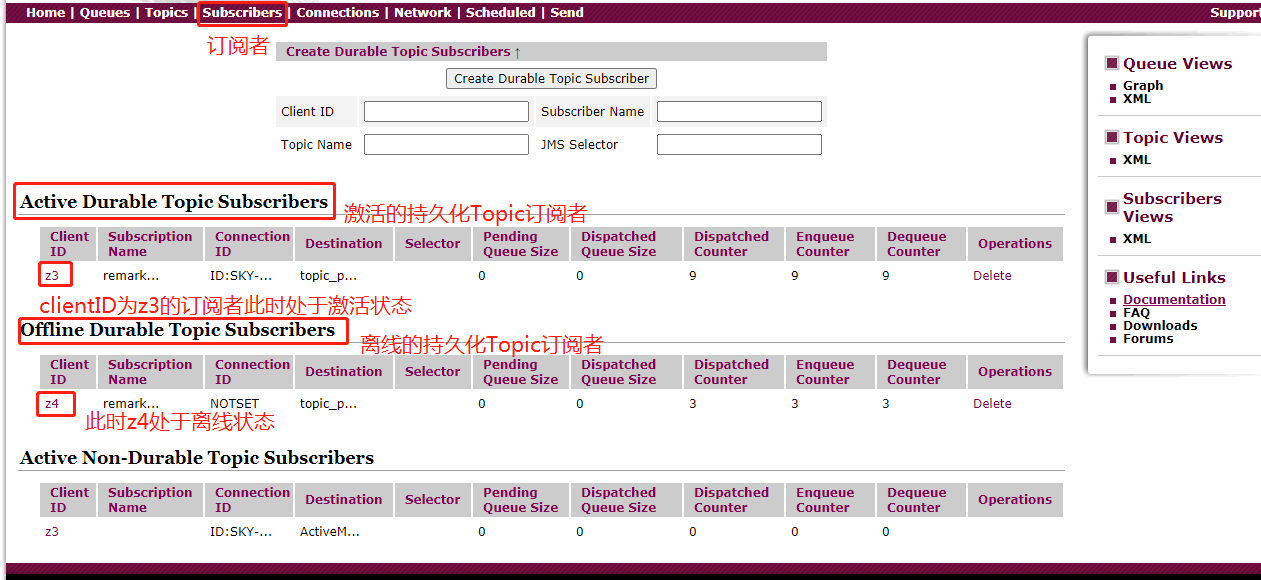 Home | Queues | Topics | Subscribers | Connections | Network | Scheduled | Send
Support
订阅者
Create Durable Topic Subscribers ↑
Create Durable Topic Subscriber
Client ID Subscriber Name
Topic Name JMS Selector
Active Durable Topic Subscribers
激活的持久化Topic订阅者
Client ID Subscription Name Connection ID Destination Selector Pending Queue Size Dispatched Queue Size Dispatched Counter Enqueue Counter Dequeue Counter Operations
z3 remark... ID:SKY-... topic_p... 0 0 9 9 9 Delete
clientID为z3的订阅者此时处于激活状态
Offline Durable Topic Subscribers
离线的持久化Topic订阅者
Client ID Subscription Name Connection ID Destination Selector Pending Queue Size Dispatched Queue Size Dispatched Counter Enqueue Counter Dequeue Counter Operations
z4 remark... NOTSET topic_p... 0 0 3 3 3 Delete
此时z4处于离线状态
Active Non-Durable Topic Subscribers
Client ID Subscription Name Connection ID Destination Selector Pending Queue Size Dispatched Queue Size Dispatched Counter Enqueue Counter Dequeue Counter Operations
z3 ID:SKY-... ActiveM... 0 0 0 0 0
Queue Views
Graph
XML
Topic Views
XML
Subscribers
Views
XML
Useful Links
Documentation
FAQ
Downloads
Forums